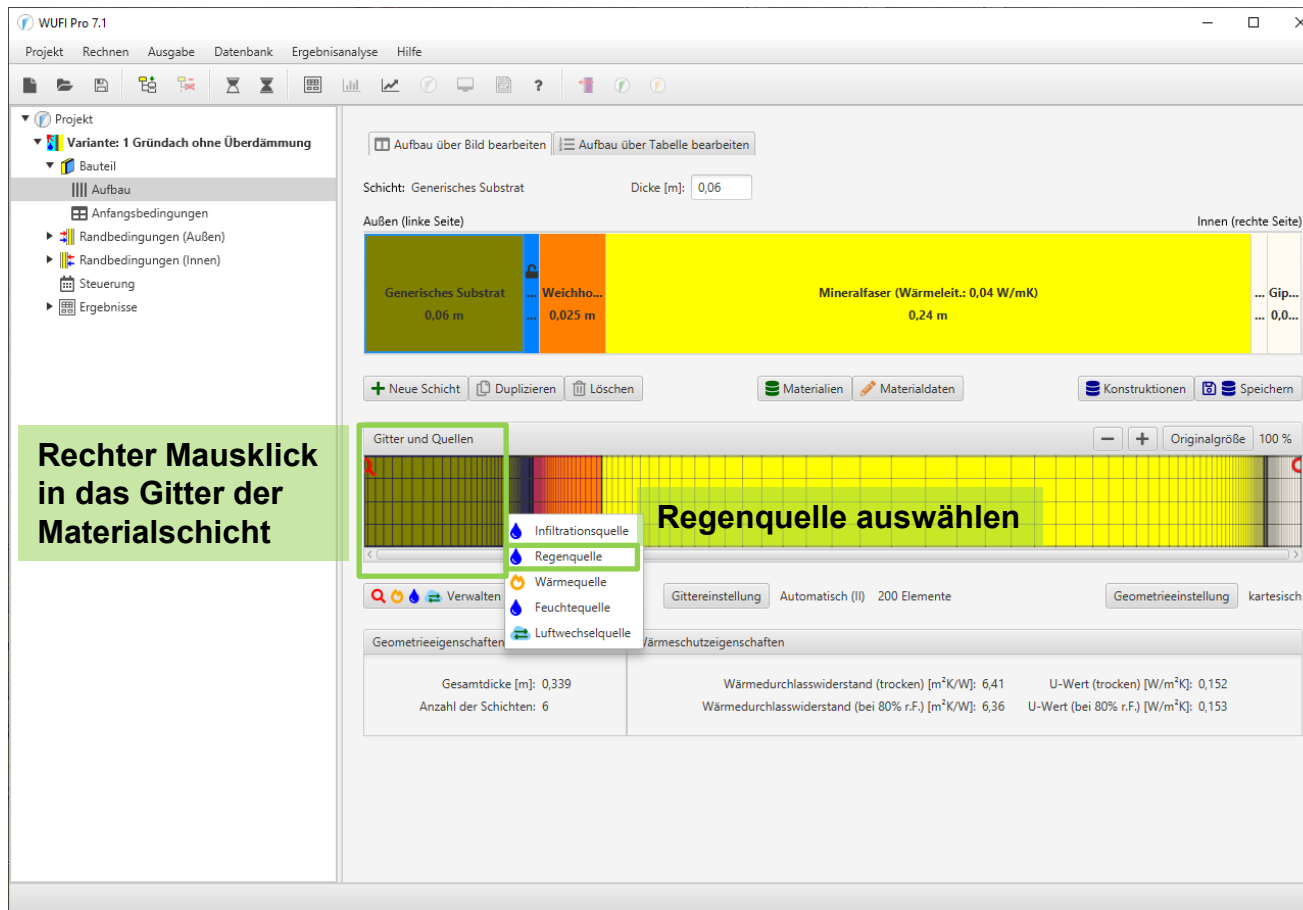 WUFI Pro 7.1
Projekt Rechnen Ausgabe Datenbank Ergebnisanalyse Hilfe
?
Projekt
Variante: 1 Gründach ohne Überdämmung
Bauteil
Aufbau
Anfangsbedingungen
Randbedingungen (Außen)
Randbedingungen (Innen)
Steuerung
Ergebnisse
Aufbau über Bild bearbeiten Aufbau über Tabelle bearbeiten
Schicht: Generisches Substrat Dicke [m]: 0,06
Außen (linke Seite) Innen (rechte Seite)
Generisches Substrat ... Weichho... Mineralfaser (Wärmeleit.: 0,04 W/mK) ... Gip...
0,06 m ... 0,025 m 0,24 m ... 0,0...
Neue Schicht Duplizieren Löschen Materialien Materialdaten Konstruktionen Speichern
Gitter und Quellen Originalgröße 100 %
Rechter Mausklick
in das Gitter der
Materialschicht
Regenquelle auswählen
Infiltrationsquelle
Regenquelle
Wärmequelle
Feuchtequelle
Luftwechselquelle
Verwalten Gittereinstellung Automatisch (II) 200 Elemente Geometrieeinstellung kartesisch
Geometrieeigenschaften Wärmeschutzeigenschaften
Gesamtdicke [m]: 0,339 Wärmedurchlasswiderstand (trocken) [m²K/W]: 6,41 U-Wert (trocken) [W/m²K]: 0,152
Anzahl der Schichten: 6 Wärmedurchlasswiderstand (bei 80% r.F.) [m²K/W]: 6,36 U-Wert (bei 80% r.F.) [W/m²K]: 0,153